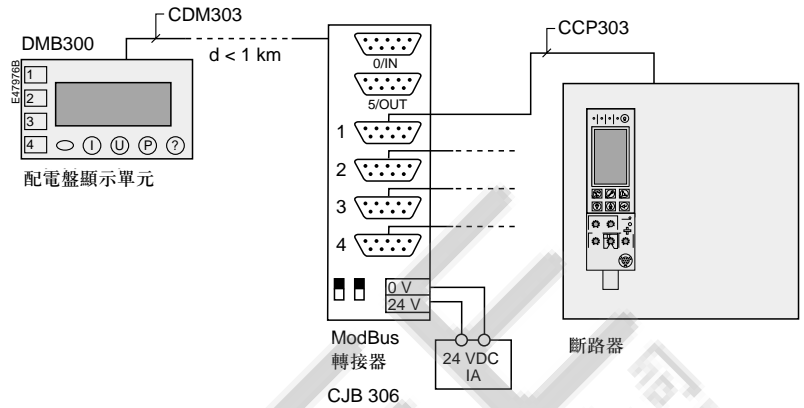 CDM303
DMB300
d < 1 km
E47976B
1
2
3
4
I
U
P
?
配電盤顯示單元
0/IN
5/OUT
1
2
3
4
0 V
24 V
ModBus
轉接器
CJB 306
24 VDC
IA
CCP303
斷路器